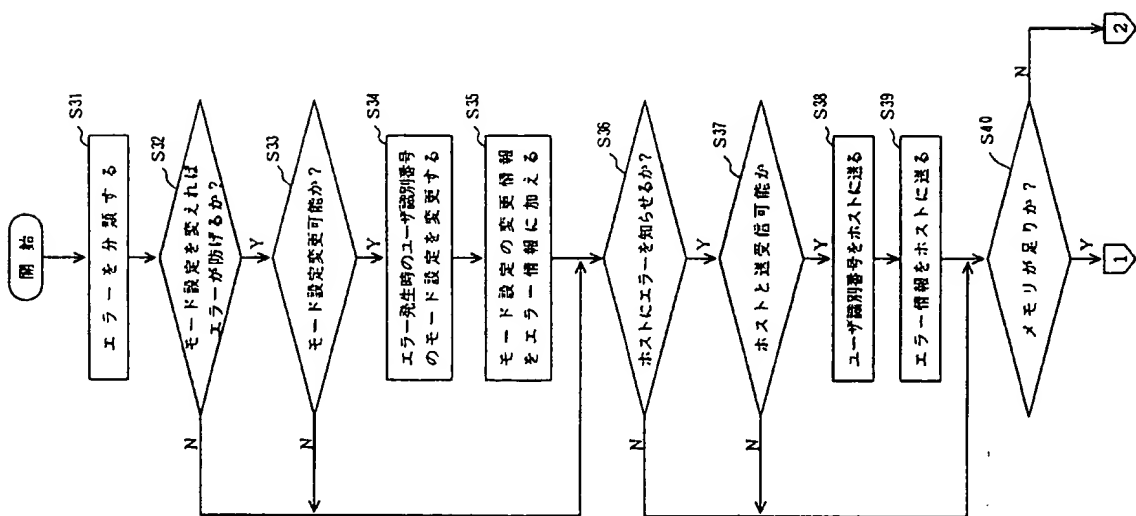 開始
S31
エラーを分類する
S32
モード設定を変えれば
エラーが防げるか?
N
Y
S33
モード設定変更可能か?
N
Y
S34
エラー発生時のユーザ識別番号
のモード設定を変更する
S35
モード設定の変更情報
をエラー情報に加える
S36
ホストにエラーを知らせるか?
N
Y
S37
ホストと送受信可能か
N
Y
S38
ユーザ識別番号をホストに送る
S39
エラー情報をホストに送る
S40
メモリが足りか?
N
Y
1
2